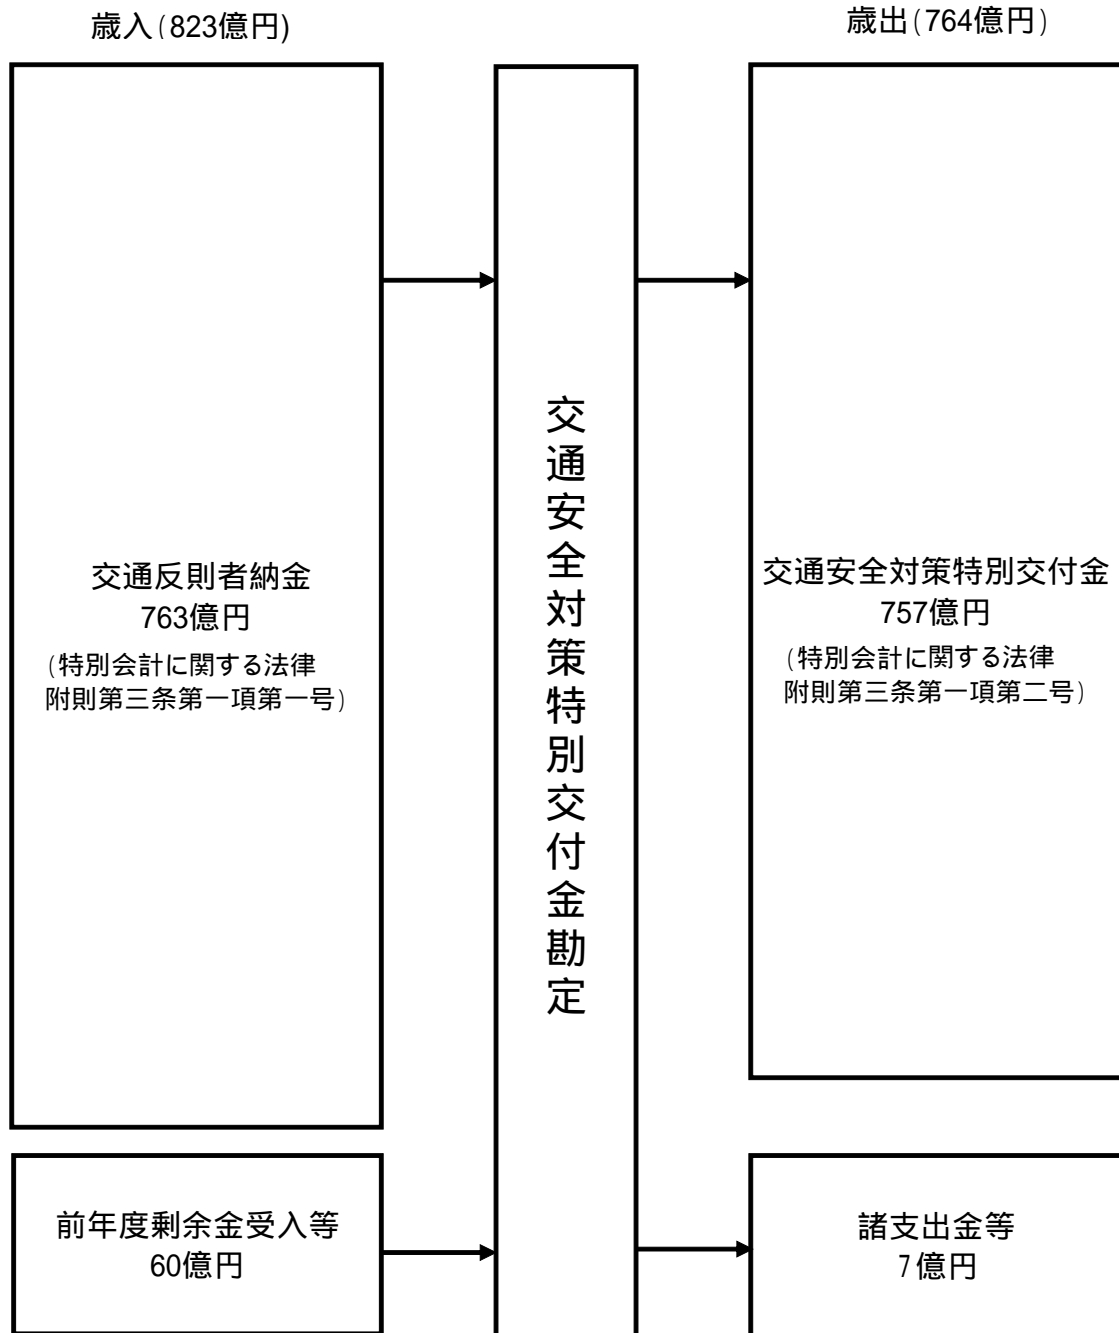 歳入(823億円)
歳出(764億円)
交通反則者納金
763億円
(特別会計に関する法律
附則第三条第一項第一号)
交通安全対策特別交付金勘定
交通安全対策特別交付金
757億円
(特別会計に関する法律
附則第三条第一項第二号)
前年度剰余金受入等
60億円
諸支出金等
7億円